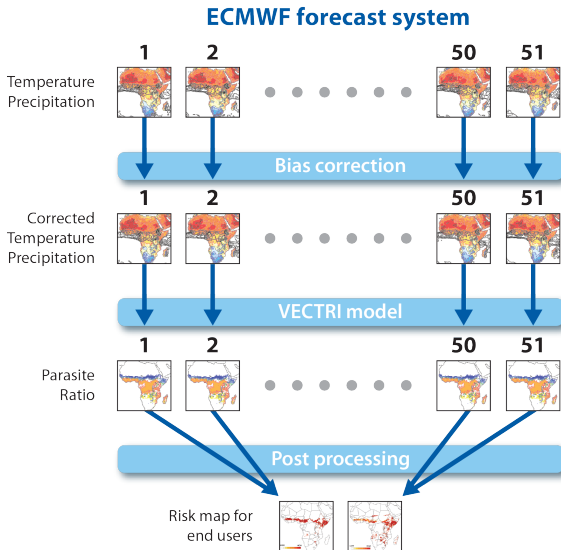 ECMWF forecast system
1 2 50 51
Temperature
Precipitation
Bias correction
1 2 50 51
Corrected
Temperature
Precipitation
VECTRI model
1 2 50 51
Parasite
Ratio
Post processing
Risk map for
end users